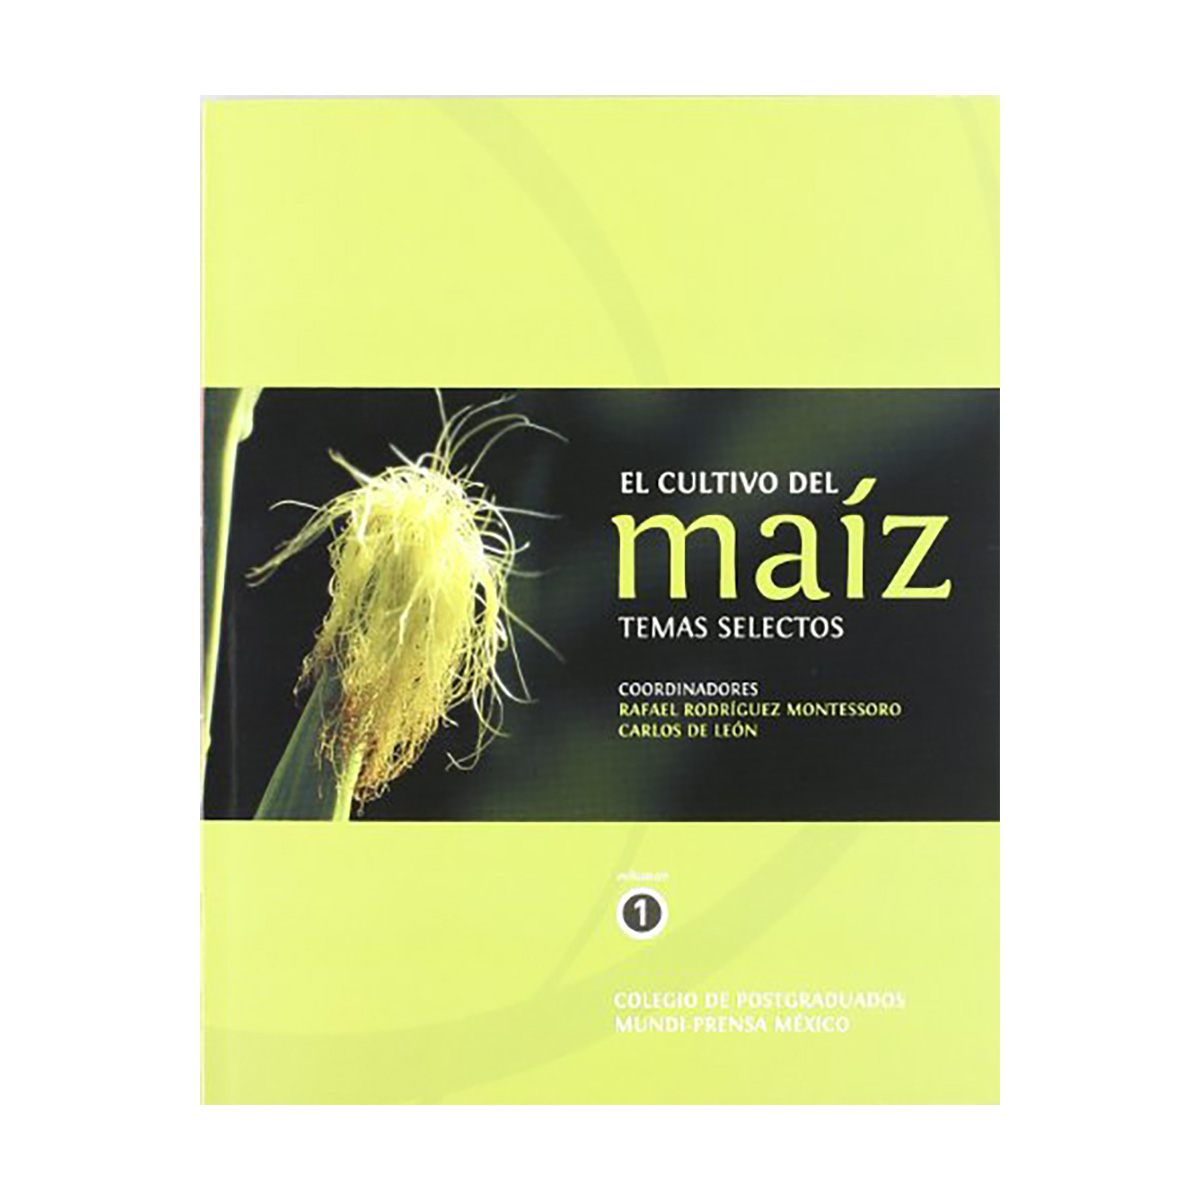 EL CULTIVO DEL
maíz
TEMAS SELECTOS
COORDINADORES
RAFAEL RODRÍGUEZ MONTESSORO
CARLOS DE LEÓN
volumen
1
COLEGIO DE POSTGRADUADOS
MUNDI-PRENSA MÉXICO